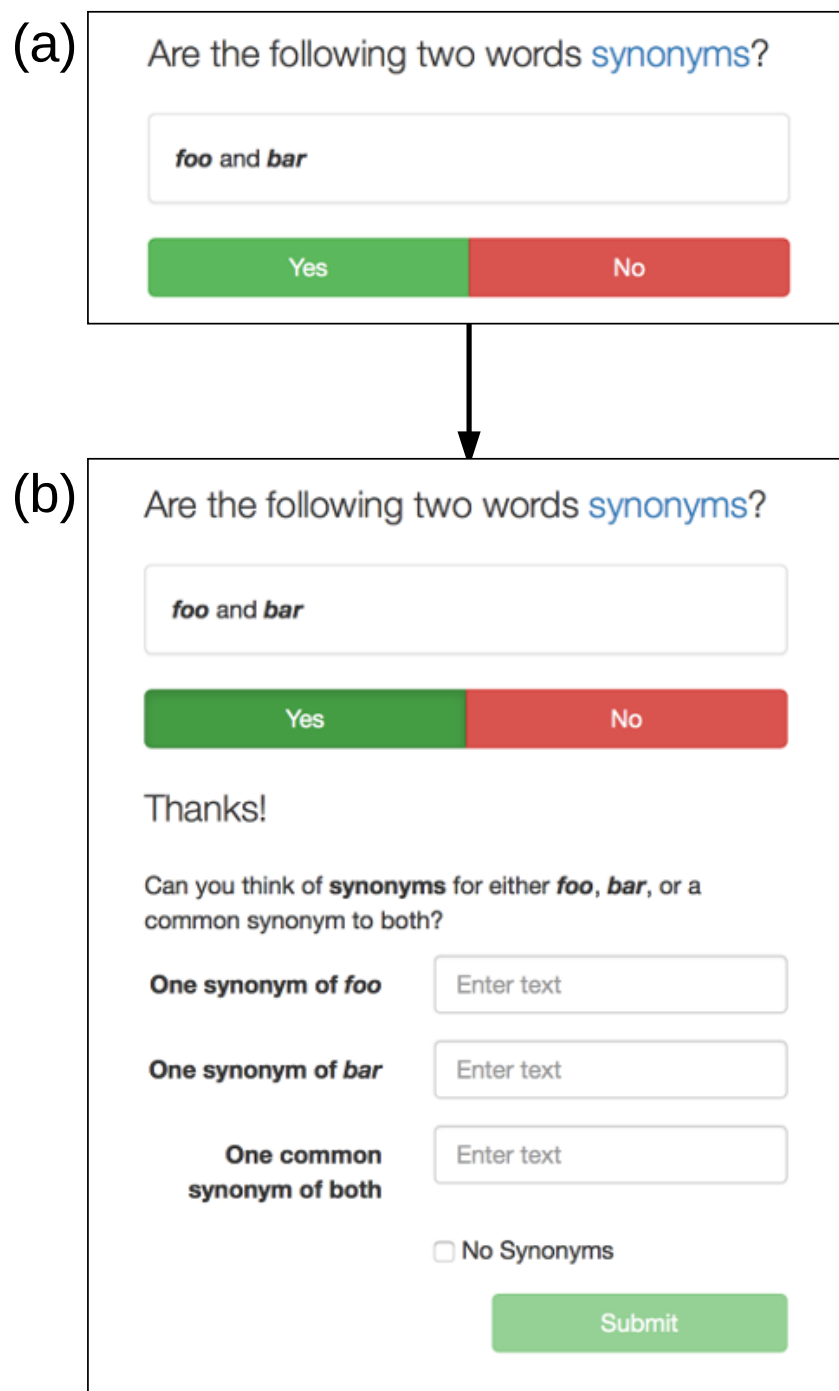 (a)
Are the following two words synonyms?
foo and bar
Yes No
(b)
Are the following two words synonyms?
foo and bar
Yes No
Thanks!
Can you think of synonyms for either foo, bar, or a
common synonym to both?
One synonym of foo Enter text
One synonym of bar Enter text
One common Enter text
synonym of both
No Synonyms
Submit